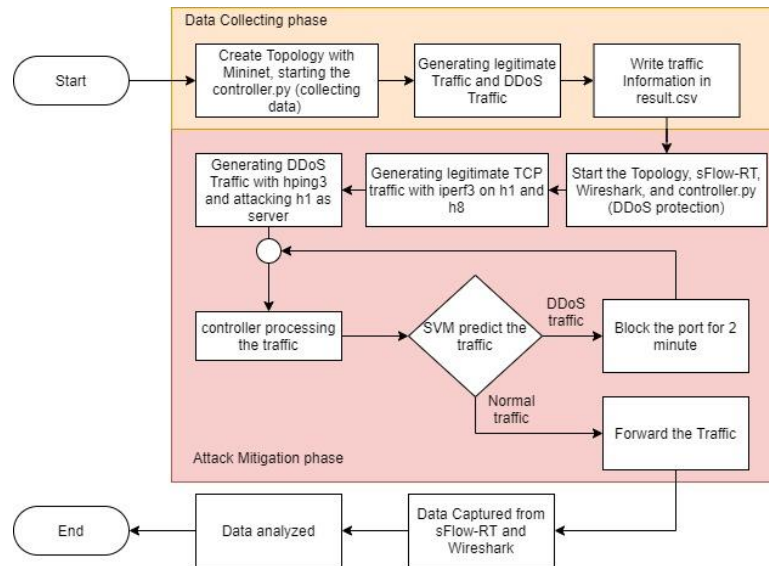 Data Collecting phase
Start
Create Topology with
Mininet, starting the
controller.py (collecting
data)
Generating legitimate
Traffic and DDoS
Traffic
Write traffic
Information in
result.csv
Generating DDoS
Traffic with hping3
and attacking h1 as
server
Generating legitimate TCP
traffic with iperf3 on h1 and
h8
Start the Topology, sFlow-RT,
Wireshark, and controller.py
(DDoS protection)
controller processing
the traffic
SVM predict the
traffic
DDoS
traffic
Block the port for 2
minute
Normal
traffic
Forward the Traffic
Attack Mitigation phase
End
Data analyzed
Data Captured from
sFlow-RT and
Wireshark